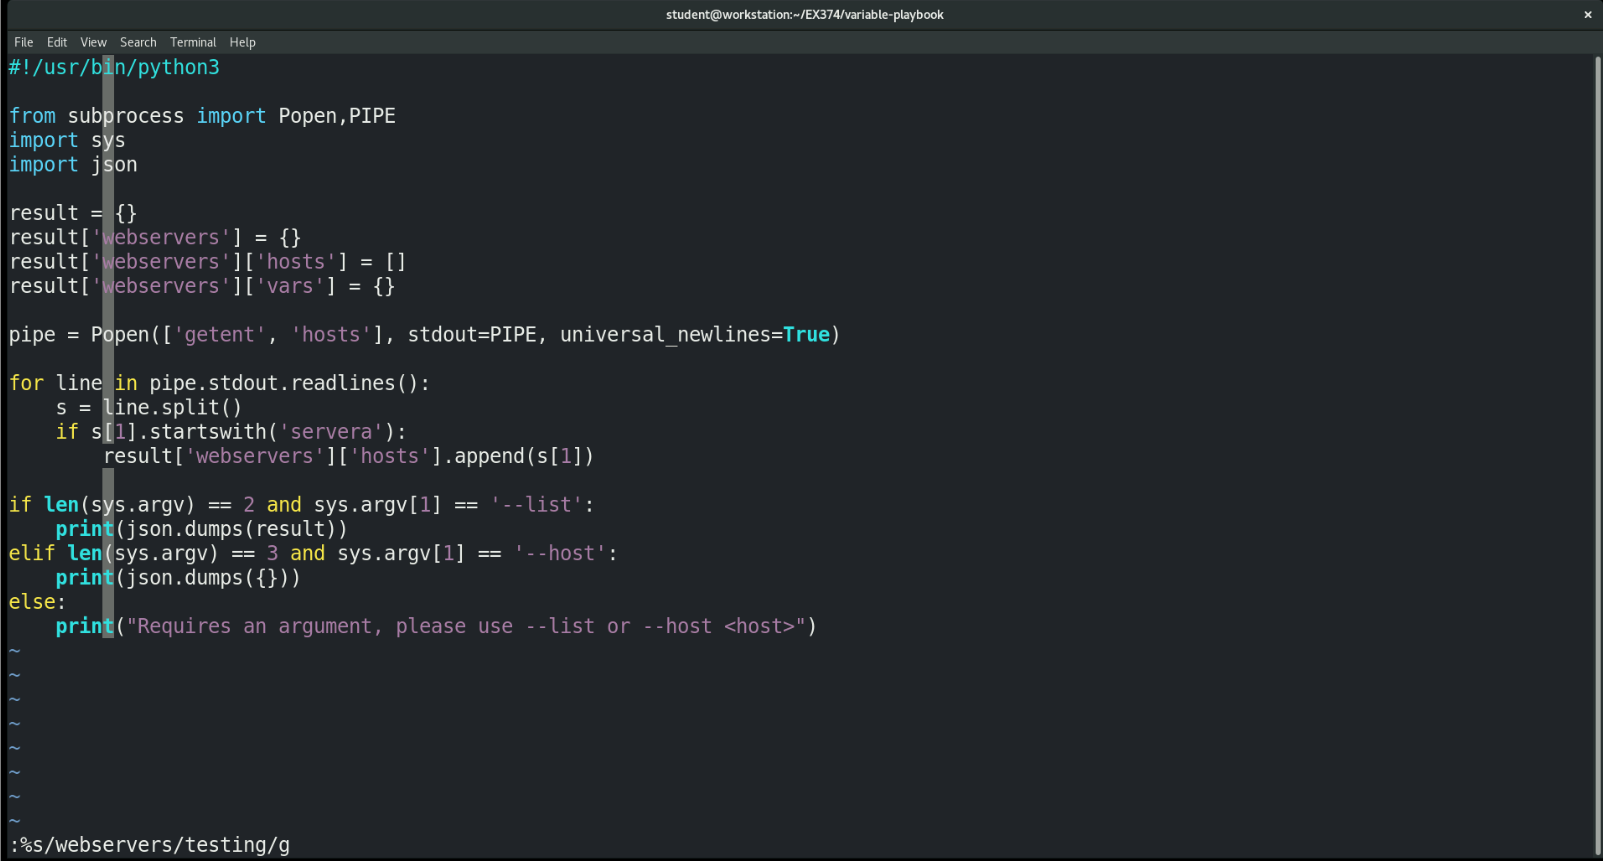 student@workstation:~/EX374/variable-playbook ×
File Edit View Search Terminal Help
#!/usr/bin/python3
from subprocess import Popen,PIPE
import sys
import json
result = {}
result['webservers'] = {}
result['webservers']['hosts'] = []
result['webservers']['vars'] = {}
pipe = Popen(['getent', 'hosts'], stdout=PIPE, universal_newlines=True)
for line in pipe.stdout.readlines():
    s = line.split()
    if s[1].startswith('servera'):
        result['webservers']['hosts'].append(s[1])
if len(sys.argv) == 2 and sys.argv[1] == '--list':
    print(json.dumps(result))
elif len(sys.argv) == 3 and sys.argv[1] == '--host':
    print(json.dumps({}))
else:
    print("Requires an argument, please use --list or --host <host>")
~
~
~
~
~
~
~
~
:%s/webservers/testing/g